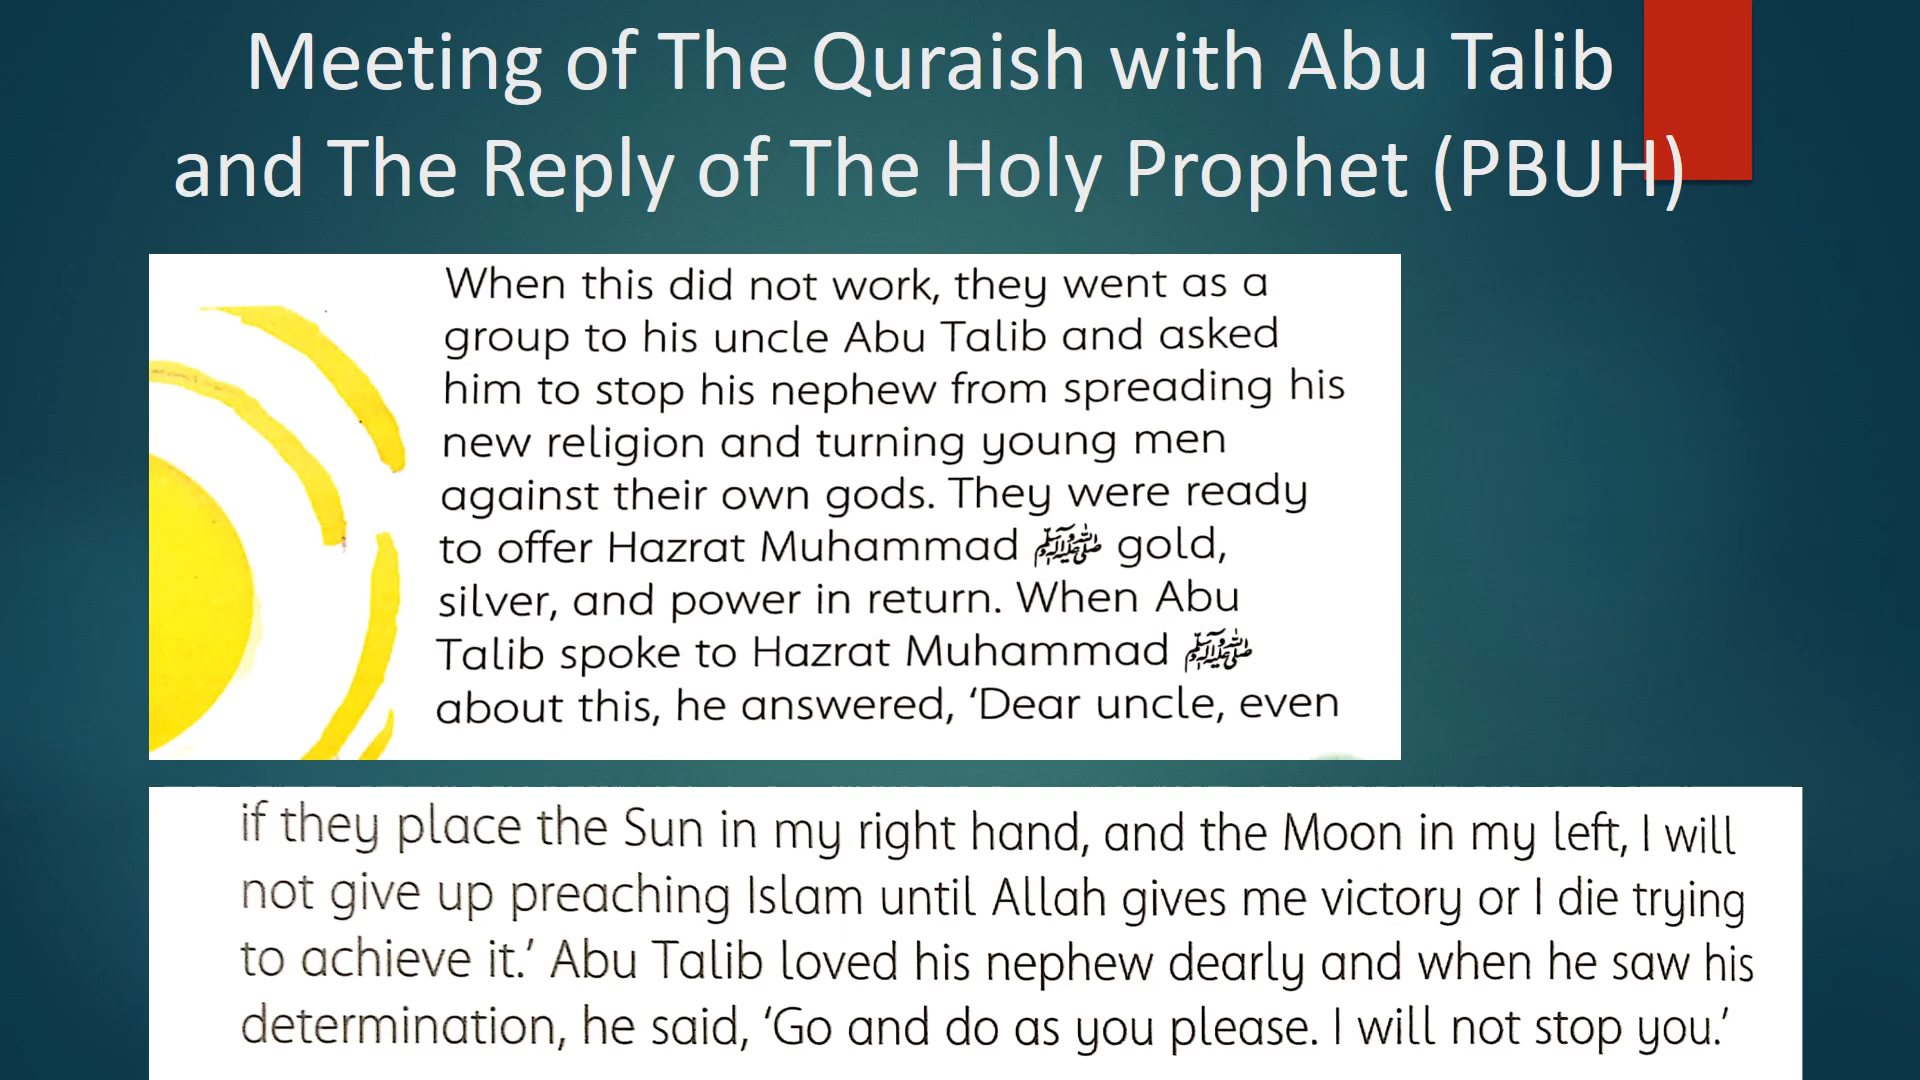 Meeting of The Quraish with Abu Talib
and The Reply of The Holy Prophet (PBUH)
When this did not work, they went as a
group to his uncle Abu Talib and asked
him to stop his nephew from spreading his
new religion and turning young men
against their own gods. They were ready
to offer Hazrat Muhammad ﷺ gold,
silver, and power in return. When Abu
Talib spoke to Hazrat Muhammad ﷺ
about this, he answered, ‘Dear uncle, even
if they place the Sun in my right hand, and the Moon in my left, I will
not give up preaching Islam until Allah gives me victory or I die trying
to achieve it.’ Abu Talib loved his nephew dearly and when he saw his
determination, he said, ‘Go and do as you please. I will not stop you.’